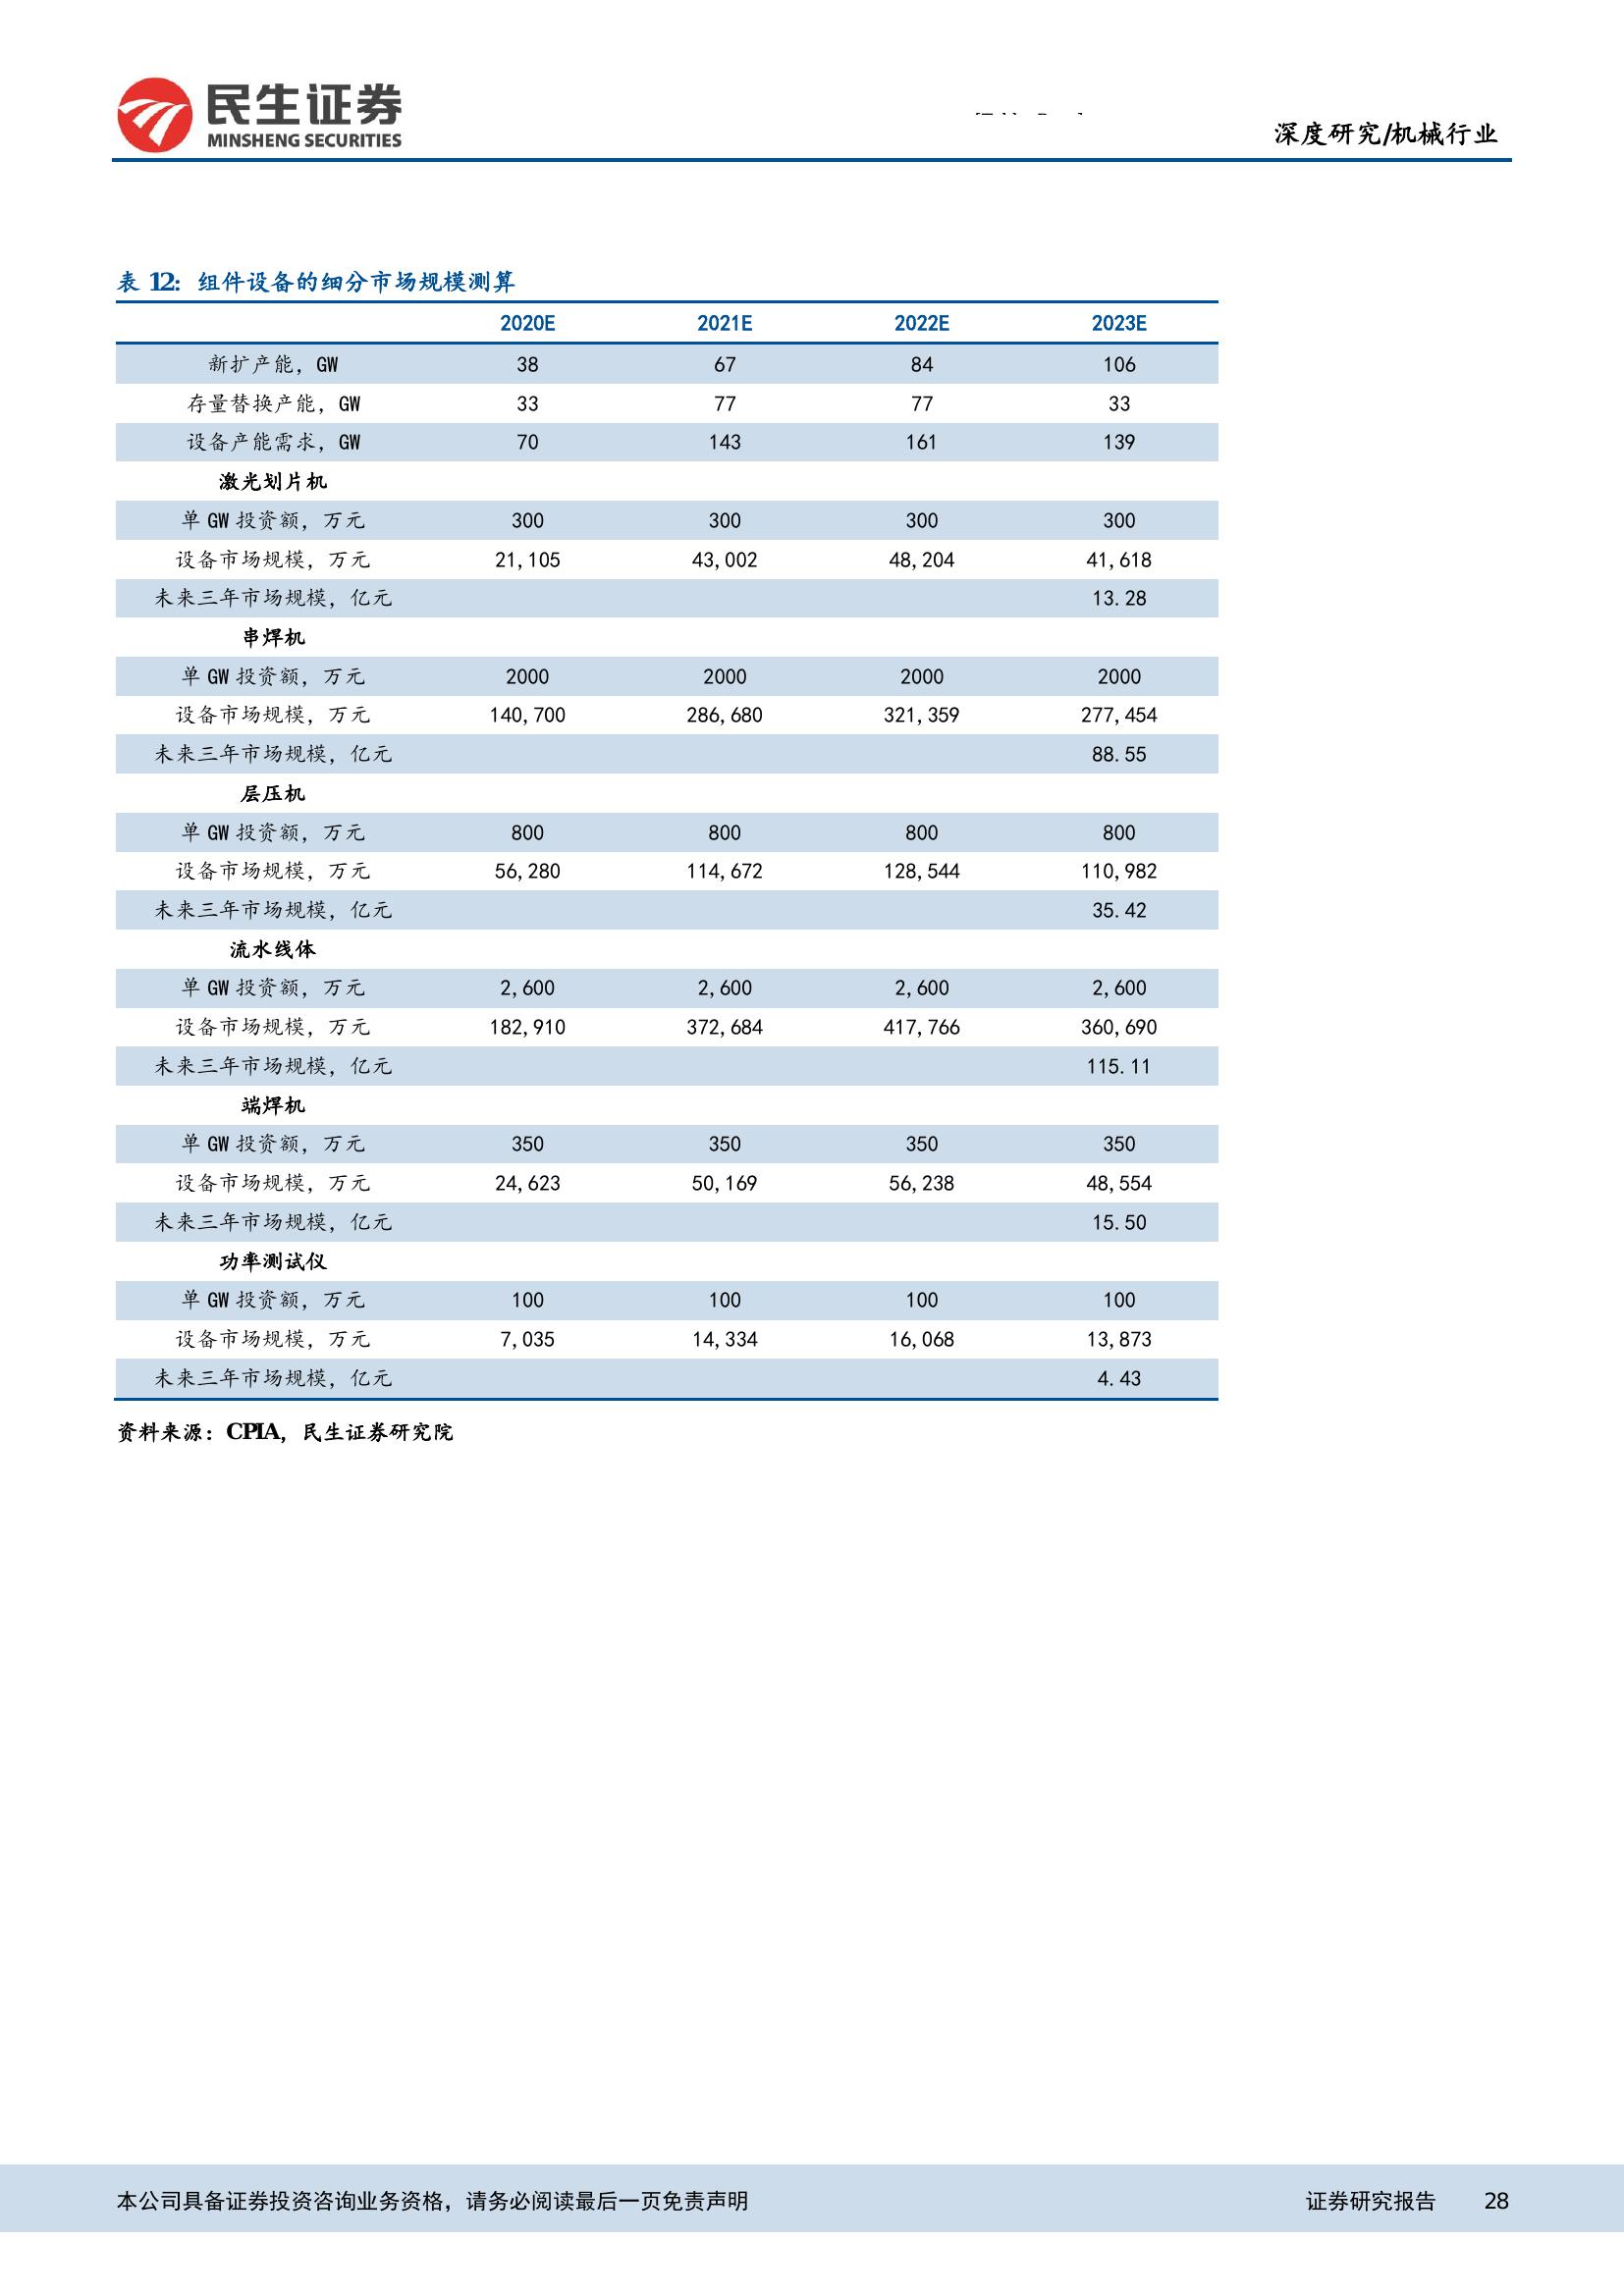 民生证券
MINSHENG SECURITIES
深度研究/机械行业
表 12：组件设备的细分市场规模测算
2020E 2021E 2022E 2023E
新扩产能，GW 38 67 84 106
存量替换产能，GW 33 77 77 33
设备产能需求，GW 70 143 161 139
激光划片机
单 GW 投资额，万元 300 300 300 300
设备市场规模，万元 21,105 43,002 48,204 41,618
未来三年市场规模，亿元 13.28
串焊机
单 GW 投资额，万元 2000 2000 2000 2000
设备市场规模，万元 140,700 286,680 321,359 277,454
未来三年市场规模，亿元 88.55
层压机
单 GW 投资额，万元 800 800 800 800
设备市场规模，万元 56,280 114,672 128,544 110,982
未来三年市场规模，亿元 35.42
流水线体
单 GW 投资额，万元 2,600 2,600 2,600 2,600
设备市场规模，万元 182,910 372,684 417,766 360,690
未来三年市场规模，亿元 115.11
端焊机
单 GW 投资额，万元 350 350 350 350
设备市场规模，万元 24,623 50,169 56,238 48,554
未来三年市场规模，亿元 15.50
功率测试仪
单 GW 投资额，万元 100 100 100 100
设备市场规模，万元 7,035 14,334 16,068 13,873
未来三年市场规模，亿元 4.43
资料来源：CPIA，民生证券研究院
本公司具备证券投资咨询业务资格，请务必阅读最后一页免责声明 证券研究报告 28